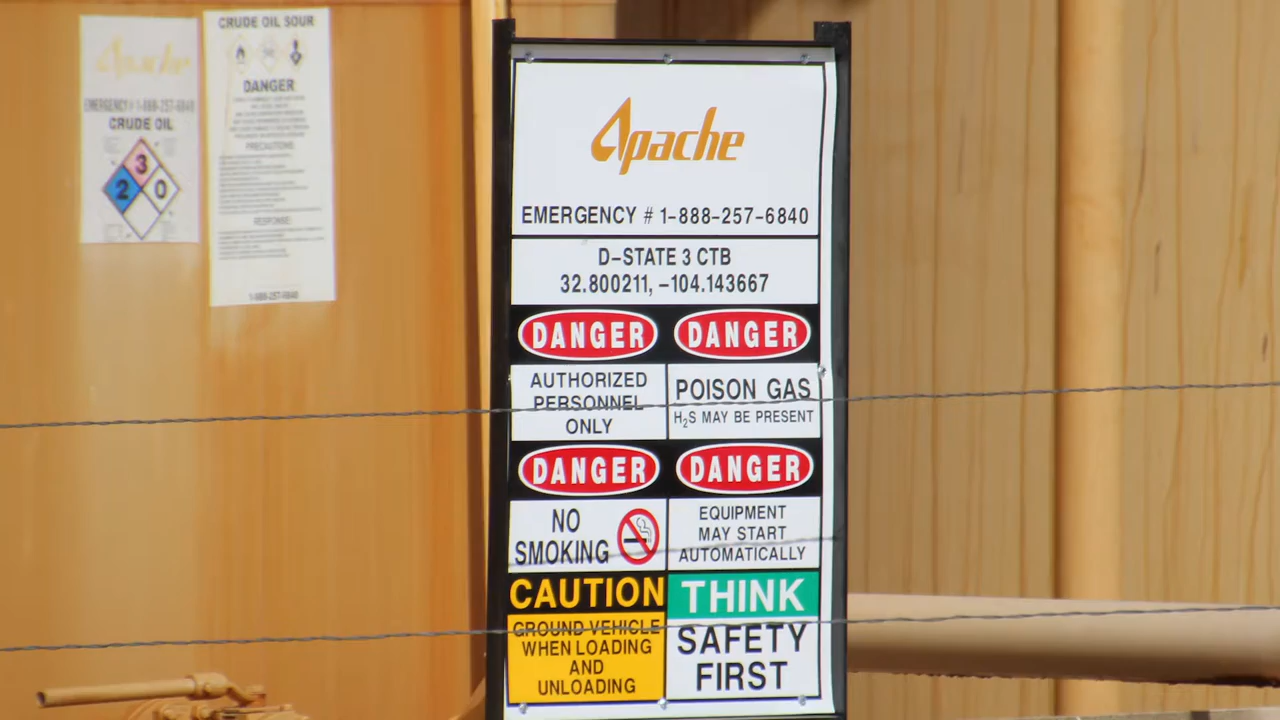 Apache
EMERGENCY # 1-888-257-6840
CRUDE OIL
3
2
0
CRUDE OIL SOUR
DANGER
PRECAUTIONS:
RESPONSE:
1-888-257-6840
Apache
EMERGENCY # 1-888-257-6840
D-STATE 3 CTB
32.800211, -104.143667
DANGER
AUTHORIZED
PERSONNEL
ONLY
DANGER
POISON GAS
H₂S MAY BE PRESENT
DANGER
NO
SMOKING
DANGER
EQUIPMENT
MAY START
AUTOMATICALLY
CAUTION
GROUND VEHICLE
WHEN LOADING
AND
UNLOADING
THINK
SAFETY
FIRST